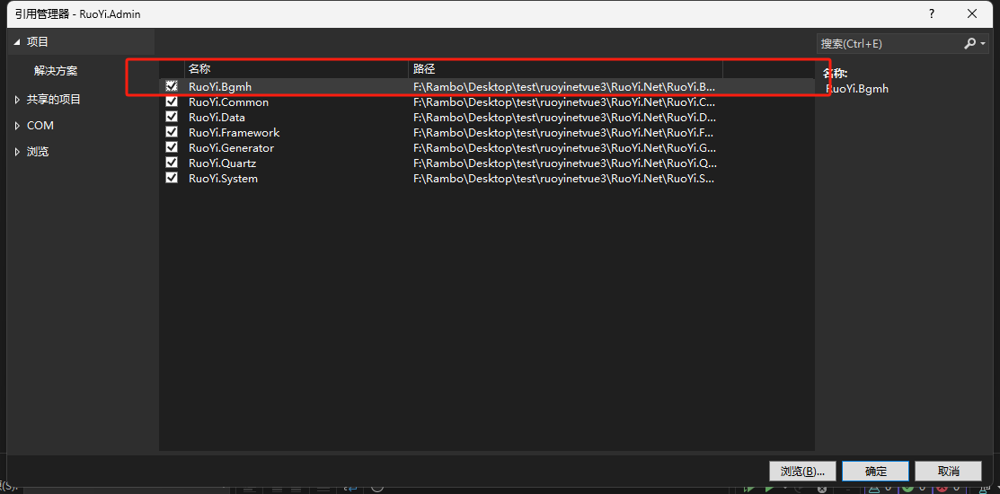 引用管理器 - RuoYi.Admin
?
项目
搜索(Ctrl+E)
解决方案
名称 路径
名称:
共享的项目
RuoYi.Bgmh F:\Rambo\Desktop\test\ruoyinetvue3\RuoYi.Net\RuoYi.B...
RuoYi.Bgmh
RuoYi.Common F:\Rambo\Desktop\test\ruoyinetvue3\RuoYi.Net\RuoYi.C...
RuoYi.Data F:\Rambo\Desktop\test\ruoyinetvue3\RuoYi.Net\RuoYi.D...
COM
RuoYi.Framework F:\Rambo\Desktop\test\ruoyinetvue3\RuoYi.Net\RuoYi.F...
RuoYi.Generator F:\Rambo\Desktop\test\ruoyinetvue3\RuoYi.Net\RuoYi.G...
浏览
RuoYi.Quartz F:\Rambo\Desktop\test\ruoyinetvue3\RuoYi.Net\RuoYi.Q...
RuoYi.System F:\Rambo\Desktop\test\ruoyinetvue3\RuoYi.Net\RuoYi.S...
浏览(B)... 确定 取消